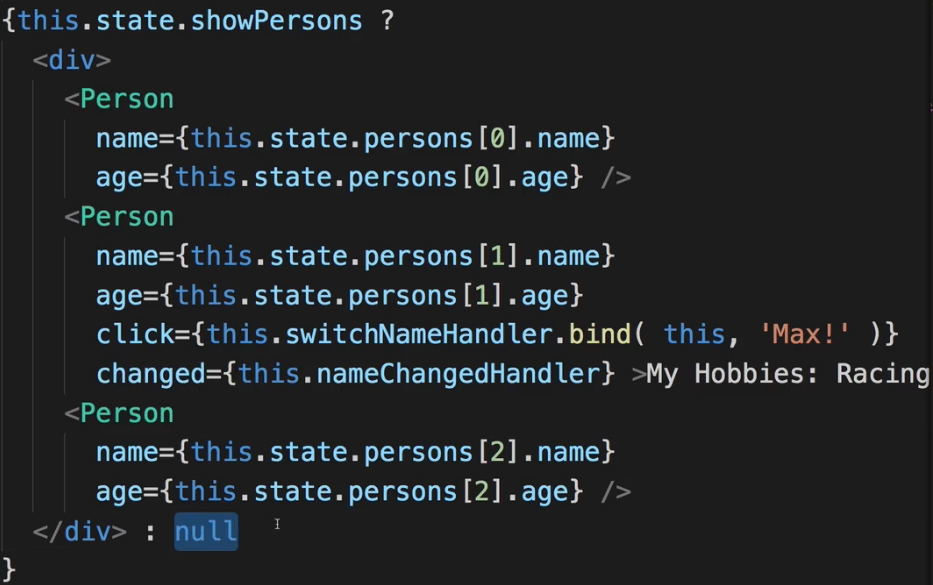 {this.state.showPersons ?
<div>
<Person
name={this.state.persons[0].name}
age={this.state.persons[0].age} />
<Person
name={this.state.persons[1].name}
age={this.state.persons[1].age}
click={this.switchNameHandler.bind( this, 'Max!' )}
changed={this.nameChangedHandler} >My Hobbies: Racing
<Person
name={this.state.persons[2].name}
age={this.state.persons[2].age} />
</div> : null
}